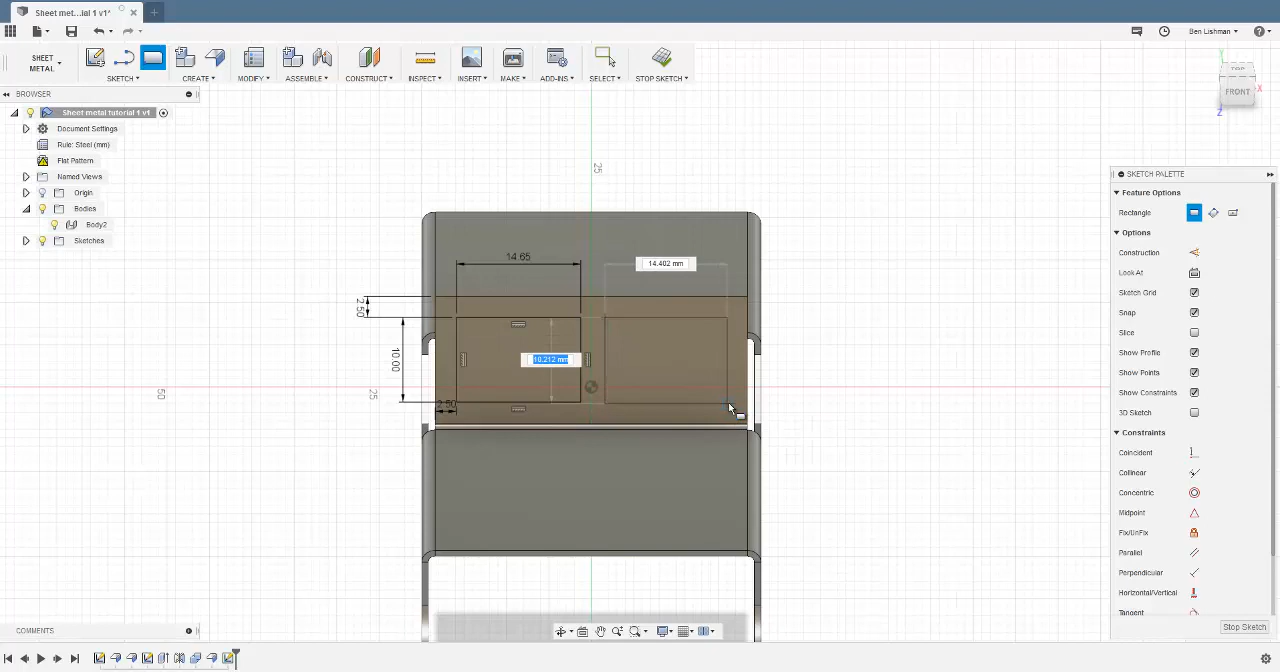 Sheet met...ial 1 v1*
Ben Lishman
SHEET METAL
SKETCH
CREATE
MODIFY
ASSEMBLE
CONSTRUCT
INSPECT
INSERT
MAKE
ADD-INS
SELECT
STOP SKETCH
TOP
FRONT
X
Y
Z
BROWSER
Sheet metal tutorial 1 v1
Document Settings
Rule: Steel (mm)
Flat Pattern
Named Views
Origin
Bodies
Body2
Sketches
25
14.65
14.402 mm
2.50
10.00
10.212 mm
2.50
50
25
SKETCH PALETTE
Feature Options
Rectangle
Options
Construction
Look At
Sketch Grid
Snap
Slice
Show Profile
Show Points
Show Constraints
3D Sketch
Constraints
Coincident
Collinear
Concentric
Midpoint
Fix/UnFix
Parallel
Perpendicular
Horizontal/Vertical
Tangent
Stop Sketch
COMMENTS